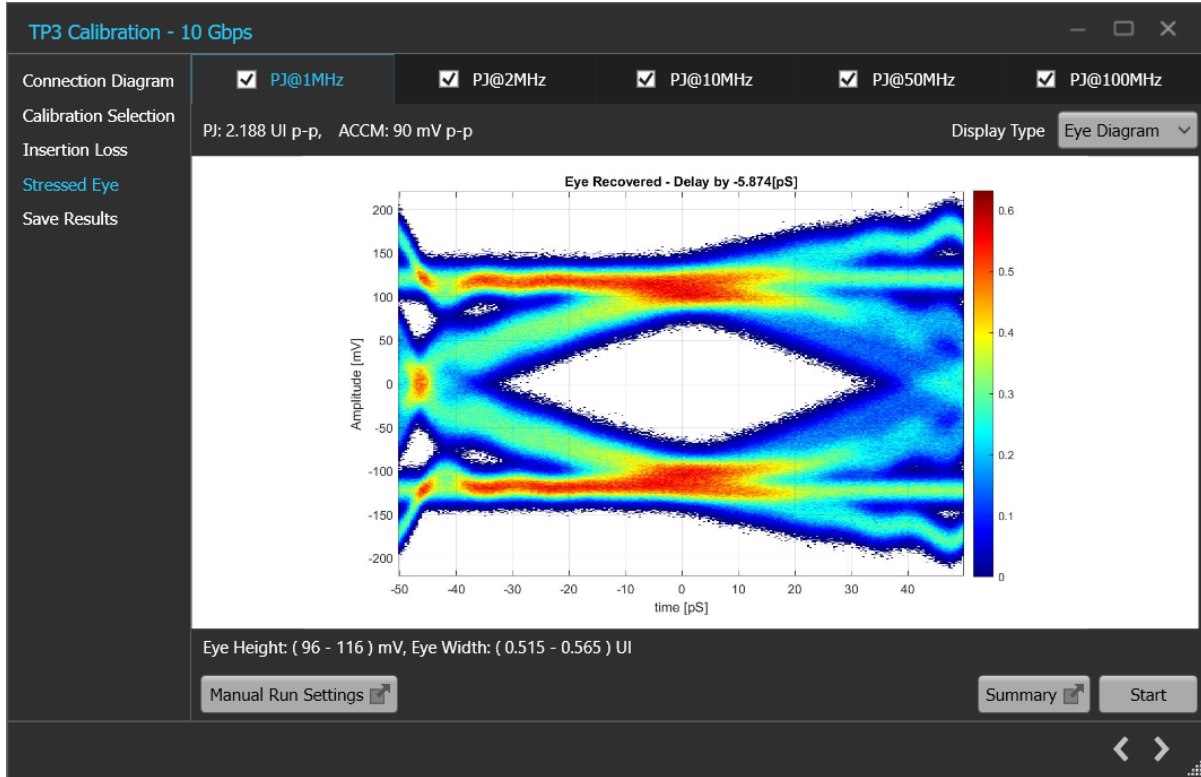 TP3 Calibration - 10 Gbps
Connection Diagram
Calibration Selection
Insertion Loss
Stressed Eye
Save Results
PJ@1MHz PJ@2MHz PJ@10MHz PJ@50MHz PJ@100MHz
PJ: 2.188 UI p-p, ACCM: 90 mV p-p
Display Type Eye Diagram
Eye Recovered - Delay by -5.874[pS]
200
150
100
50
0
-50
-100
-150
-200
Amplitude [mV]
-50 -40 -30 -20 -10 0 10 20 30 40
time [pS]
0.6
0.5
0.4
0.3
0.2
0.1
0
Eye Height: ( 96 - 116 ) mV, Eye Width: ( 0.515 - 0.565 ) UI
Manual Run Settings Summary Start